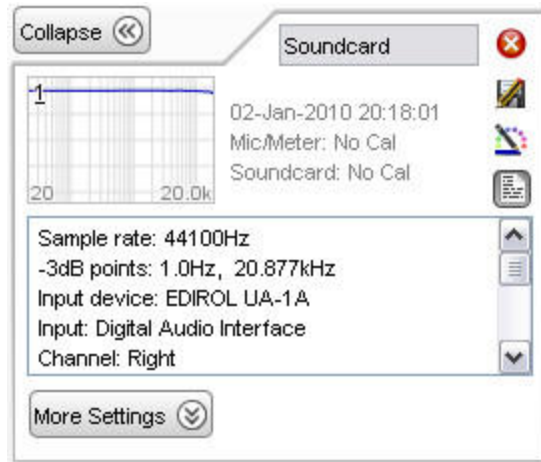 Collapse
Soundcard
1
20 20.0k
02-Jan-2010 20:18:01
Mic/Meter: No Cal
Soundcard: No Cal
Sample rate: 44100Hz
-3dB points: 1.0Hz, 20.877kHz
Input device: EDIROL UA-1A
Input: Digital Audio Interface
Channel: Right
More Settings